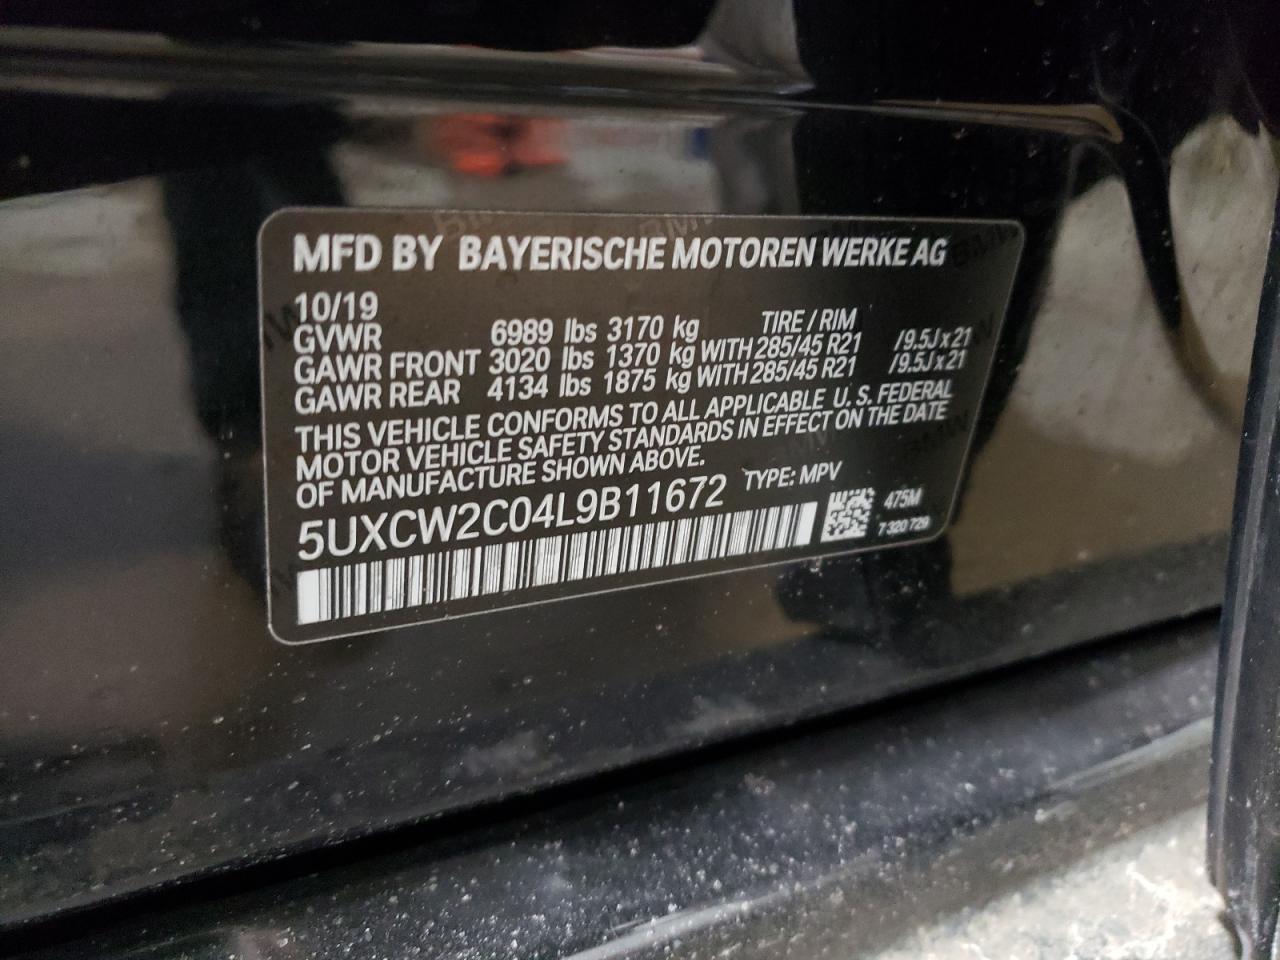 MFD BY BAYERISCHE MOTOREN WERKE AG
10/19
TIRE / RIM
GVWR 6989 lbs 3170 kg
GAWR FRONT 3020 lbs 1370 kg WITH 285/45 R21 /9.5J x 21
GAWR REAR 4134 lbs 1875 kg WITH 285/45 R21 /9.5J x 21
THIS VEHICLE CONFORMS TO ALL APPLICABLE U. S. FEDERAL
MOTOR VEHICLE SAFETY STANDARDS IN EFFECT ON THE DATE
OF MANUFACTURE SHOWN ABOVE.
5UXCW2C04L9B11672 TYPE: MPV
475M
7 320 729